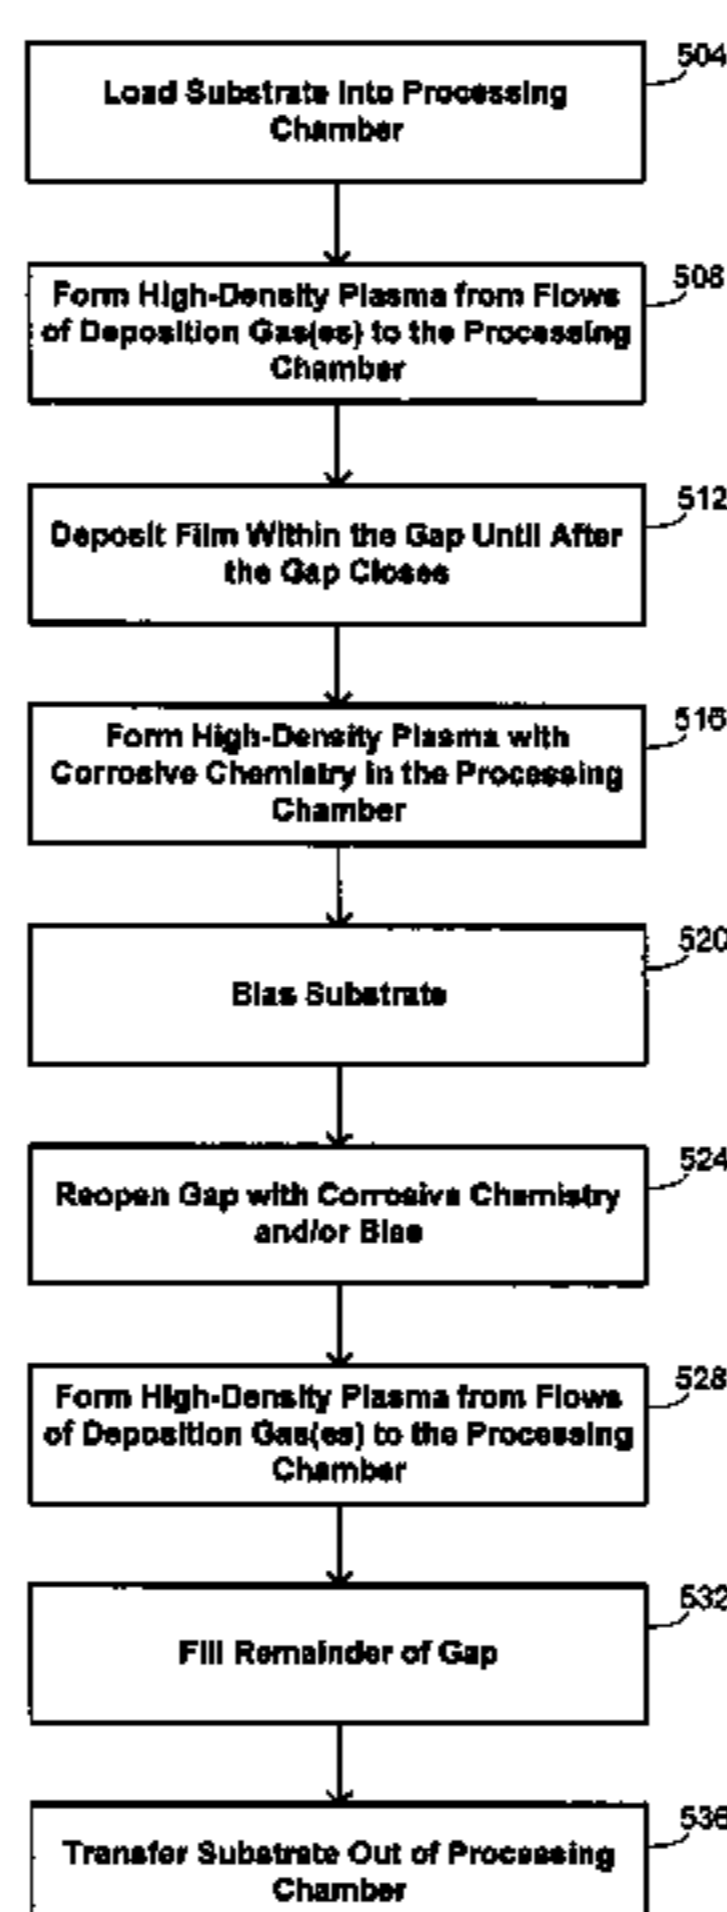 504
Load Substrate into Processing
Chamber
508
Form High-Density Plasma from Flows
of Deposition Gas(es) to the Processing
Chamber
512
Deposit Film Within the Gap Until After
the Gap Closes
516
Form High-Density Plasma with
Corrosive Chemistry in the Processing
Chamber
520
Bias Substrate
524
Reopen Gap with Corrosive Chemistry
and/or Bias
528
Form High-Density Plasma from Flows
of Deposition Gas(es) to the Processing
Chamber
532
Fill Remainder of Gap
536
Transfer Substrate Out of Processing
Chamber